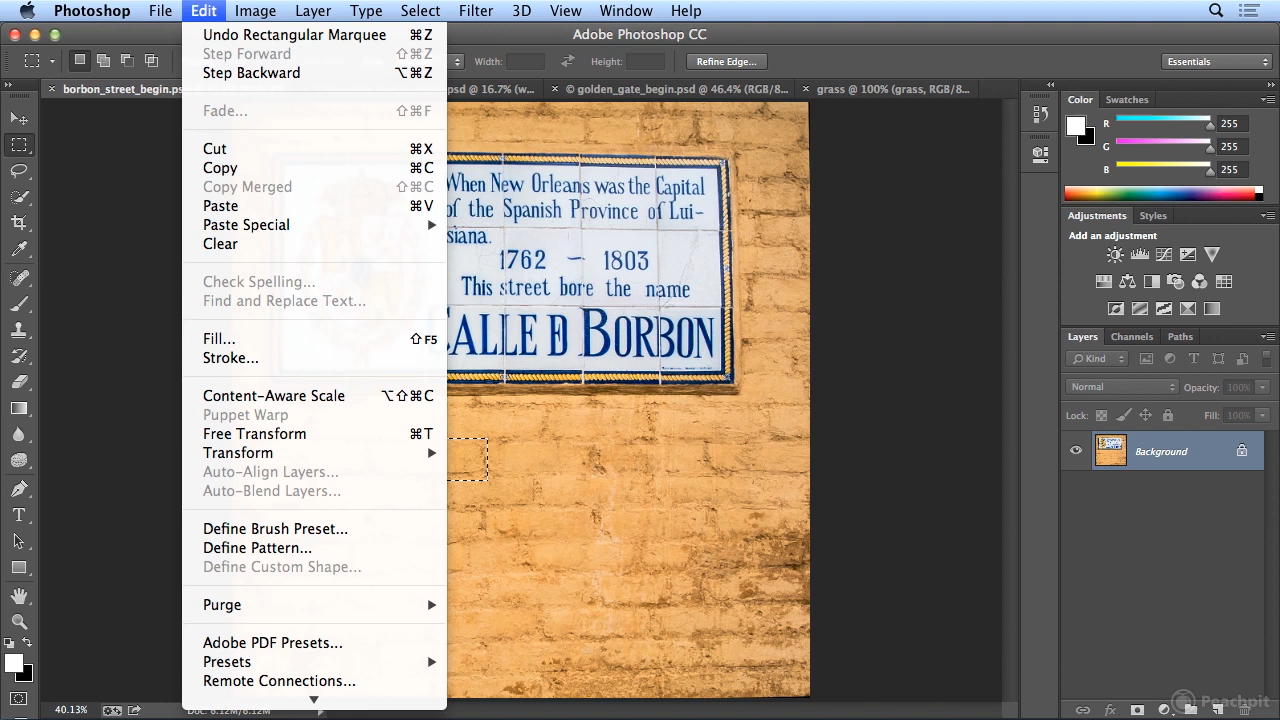 Photoshop File Edit Image Layer Type Select Filter 3D View Window Help
Adobe Photoshop CC
Width: Height: Refine Edge... Essentials
borbon_street_begin.ps psd @ 16.7% (w... © golden_gate_begin.psd @ 46.4% (RGB/8... grass @ 100% (grass, RGB/8...
Undo Rectangular Marquee ⌘Z
Step Forward ⇧⌘Z
Step Backward ⌥⌘Z
Fade... ⇧⌘F
Cut ⌘X
Copy ⌘C
Copy Merged ⇧⌘C
Paste ⌘V
Paste Special
Clear
Check Spelling...
Find and Replace Text...
Fill... ⇧F5
Stroke...
Content-Aware Scale ⌥⇧⌘C
Puppet Warp
Free Transform ⌘T
Transform
Auto-Align Layers...
Auto-Blend Layers...
Define Brush Preset...
Define Pattern...
Define Custom Shape...
Purge
Adobe PDF Presets...
Presets
Remote Connections...
When New Orleans was the Capital
of the Spanish Province of Lui-
siana.
1762 – 1803
This street bore the name
CALLE D BORBON
Color Swatches
R 255
G 255
B 255
Adjustments Styles
Add an adjustment
Layers Channels Paths
Kind
Normal Opacity: 100%
Lock: Fill: 100%
Background
40.13% Doc: 6.12M/6.12M
Peachpit